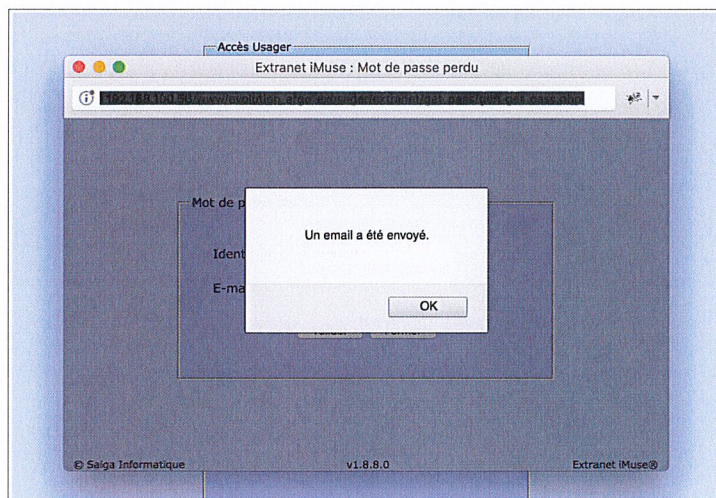 Accès Usager
Extranet iMuse : Mot de passe perdu
Mot de p
Un email a été envoyé.
Ident
E-ma
OK
© Saiga Informatique
v1.8.8.0
Extranet iMuse®